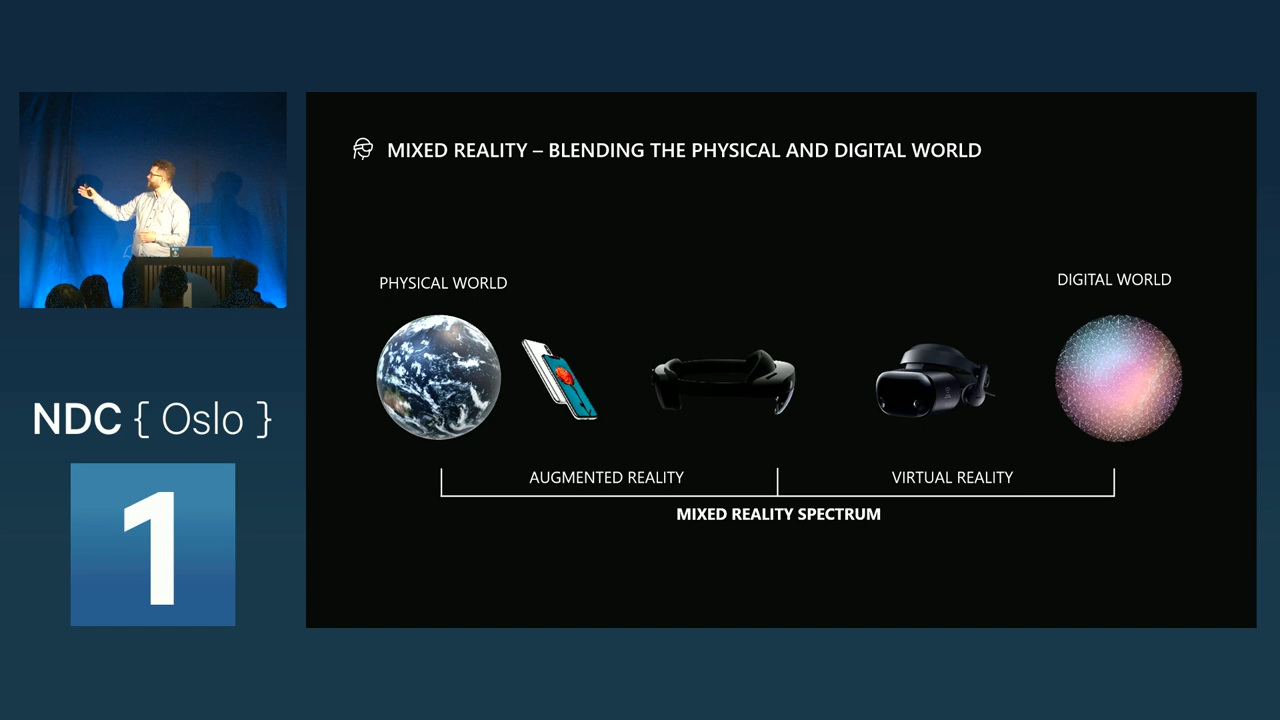 MIXED REALITY – BLENDING THE PHYSICAL AND DIGITAL WORLD
PHYSICAL WORLD
DIGITAL WORLD
AUGMENTED REALITY
VIRTUAL REALITY
MIXED REALITY SPECTRUM
NDC { Oslo }
1